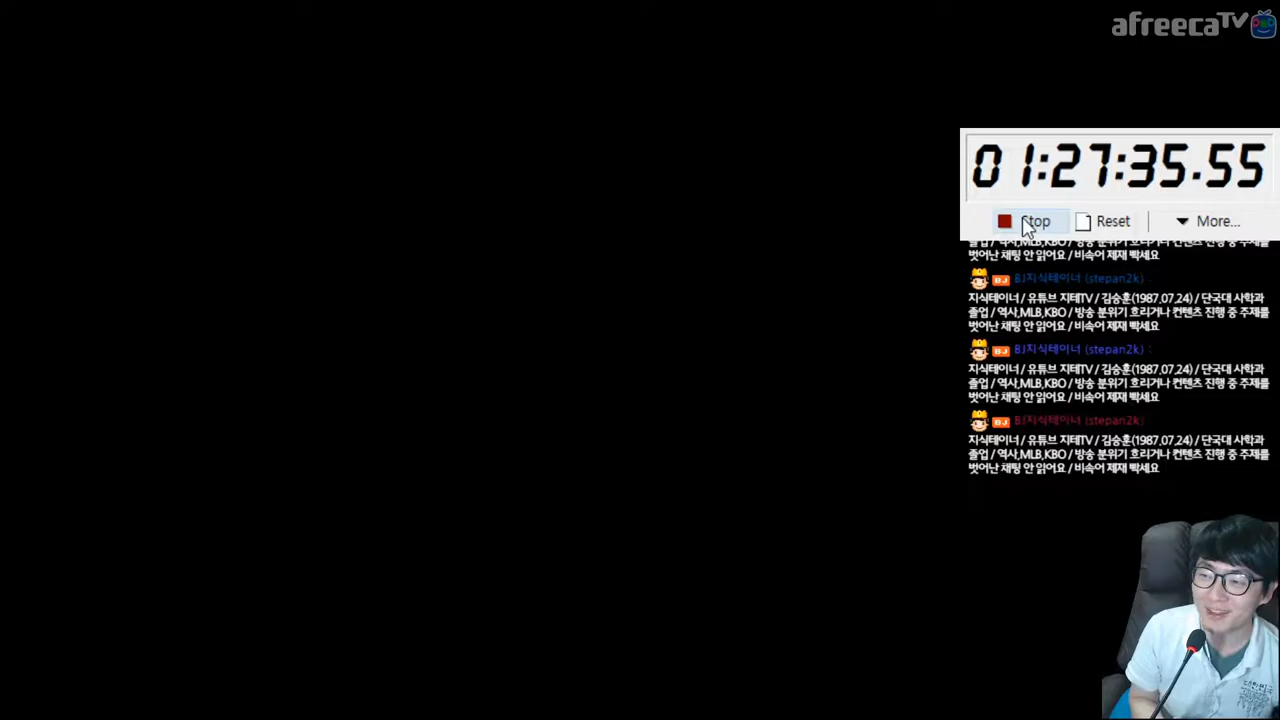 afreecaTV
01:27:35.55
Stop Reset More...
벗어난 채팅 안 읽어요 / 비속어 제재 빡세요
BJ BJ지식테이너 (stepan2k) :
지식테이너 / 유튜브 지테TV / 김승훈(1987.07.24) / 단국대 사학과
졸업 / 역사,MLB,KBO / 방송 분위기 흐리거나 컨텐츠 진행 중 주제를
벗어난 채팅 안 읽어요 / 비속어 제재 빡세요
BJ BJ지식테이너 (stepan2k) :
지식테이너 / 유튜브 지테TV / 김승훈(1987.07.24) / 단국대 사학과
졸업 / 역사,MLB,KBO / 방송 분위기 흐리거나 컨텐츠 진행 중 주제를
벗어난 채팅 안 읽어요 / 비속어 제재 빡세요
BJ BJ지식테이너 (stepan2k)
지식테이너 / 유튜브 지테TV / 김승훈(1987.07.24) / 단국대 사학과
졸업 / 역사,MLB,KBO / 방송 분위기 흐리거나 컨텐츠 진행 중 주제를
벗어난 채팅 안 읽어요 / 비속어 제재 빡세요
대한민국